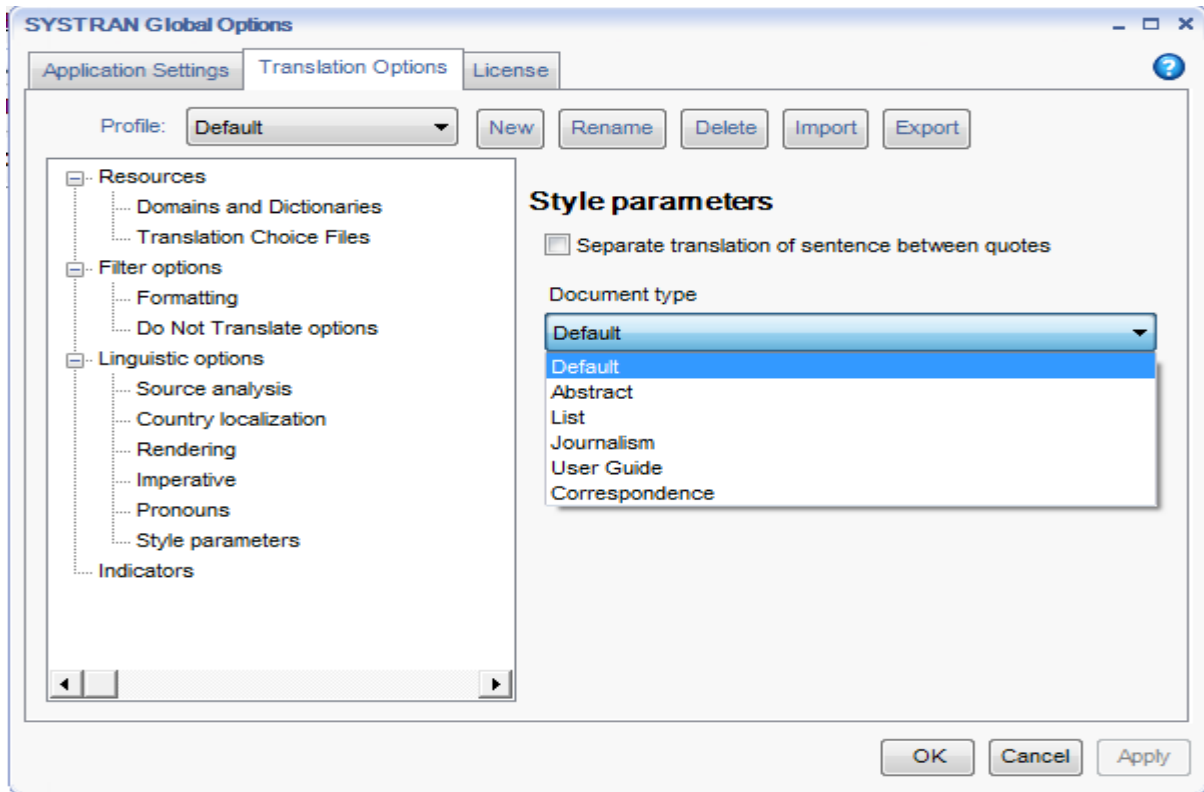 SYSTRAN Global Options
Application Settings Translation Options License
Profile: Default New Rename Delete Import Export
Resources
Domains and Dictionaries
Translation Choice Files
Filter options
Formatting
Do Not Translate options
Linguistic options
Source analysis
Country localization
Rendering
Imperative
Pronouns
Style parameters
Indicators
Style parameters
Separate translation of sentence between quotes
Document type
Default
Default
Abstract
List
Journalism
User Guide
Correspondence
OK Cancel Apply